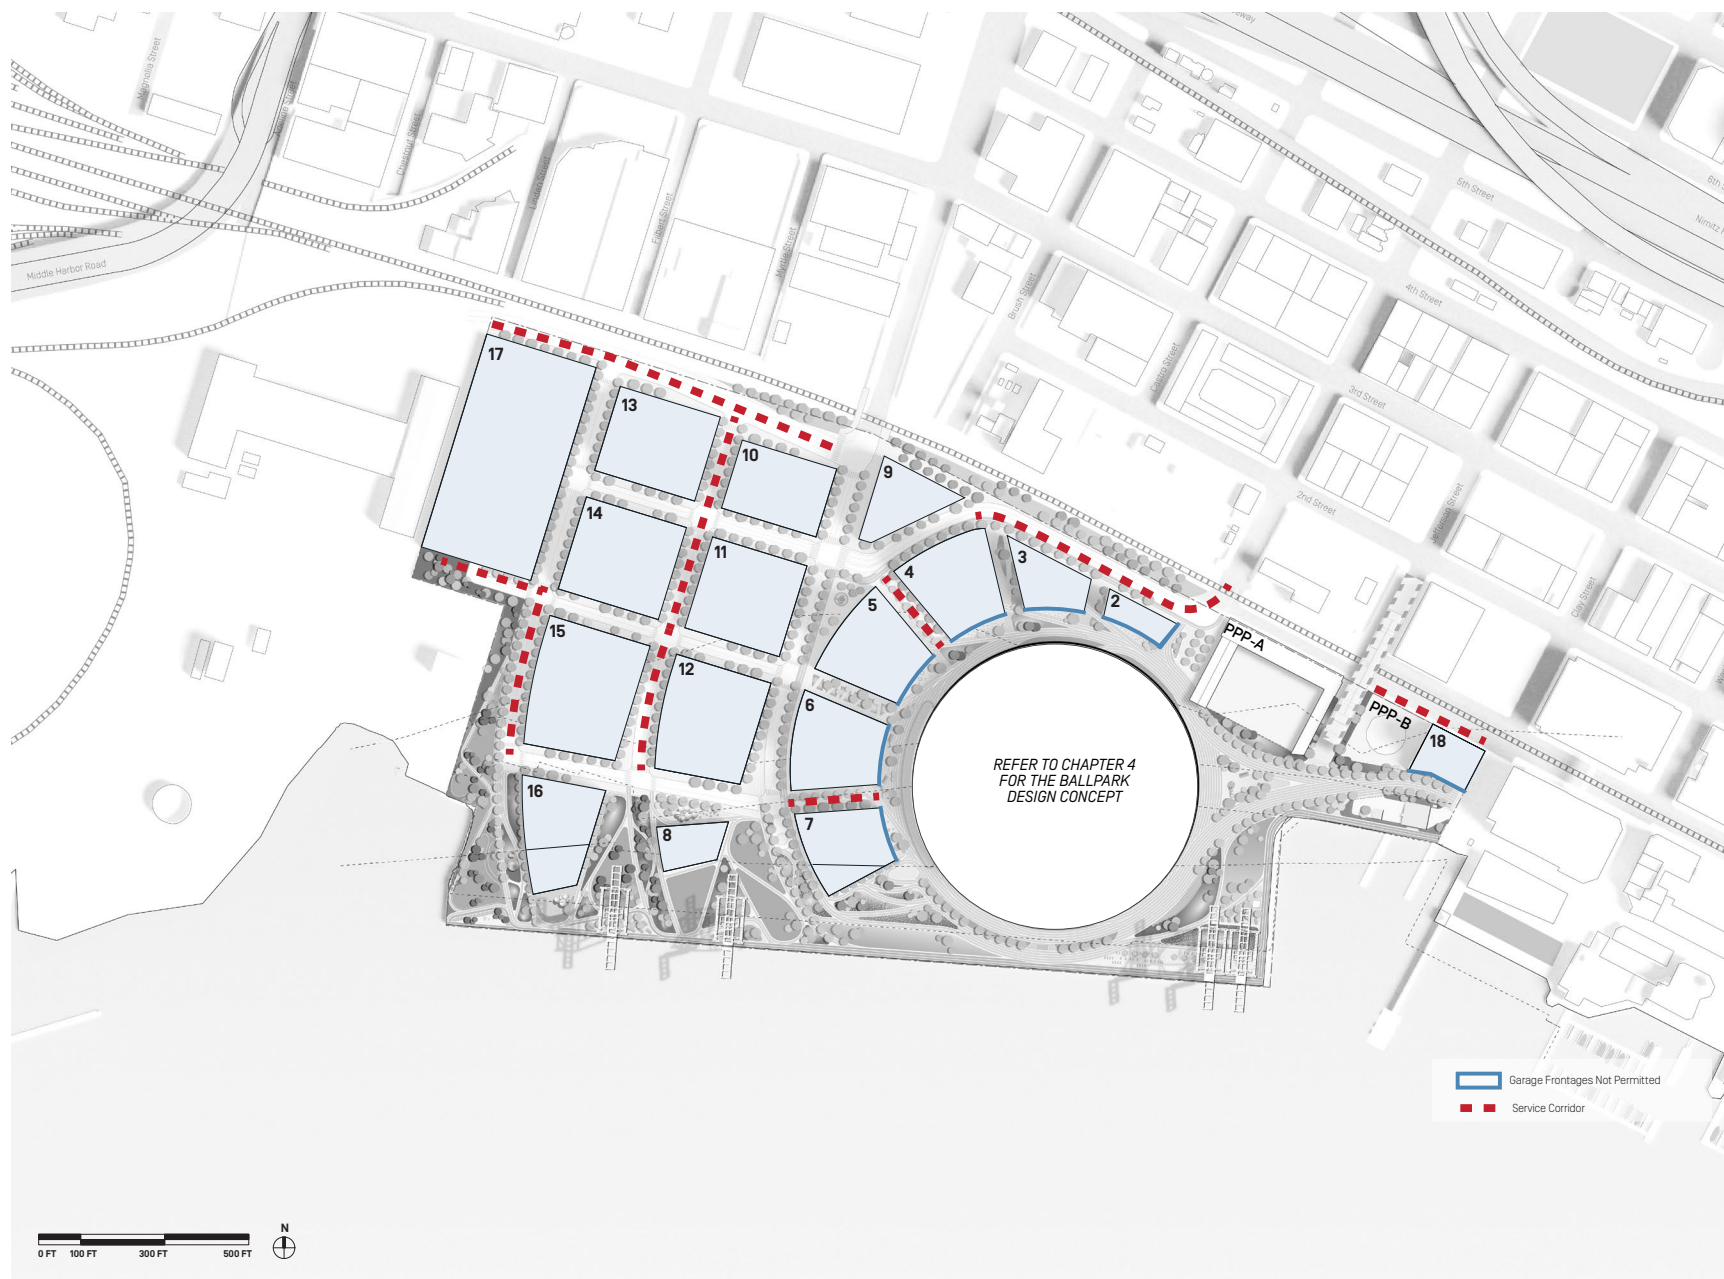 Magnolia Street
Chestnut Street
Linden Street
Filbert Street
Myrtle Street
Middle Harbor Road
Brush Street
Castro Street
Jefferson Street
Clay Street
5th Street
4th Street
3rd Street
2nd Street
17
13
10
9
14
11
3
4
2
5
15
12
6
PPP-A
PPP-B
18
16
8
7
REFER TO CHAPTER 4
FOR THE BALLPARK
DESIGN CONCEPT
Garage Frontages Not Permitted
Service Corridor
N
0 FT 100 FT 300 FT 500 FT